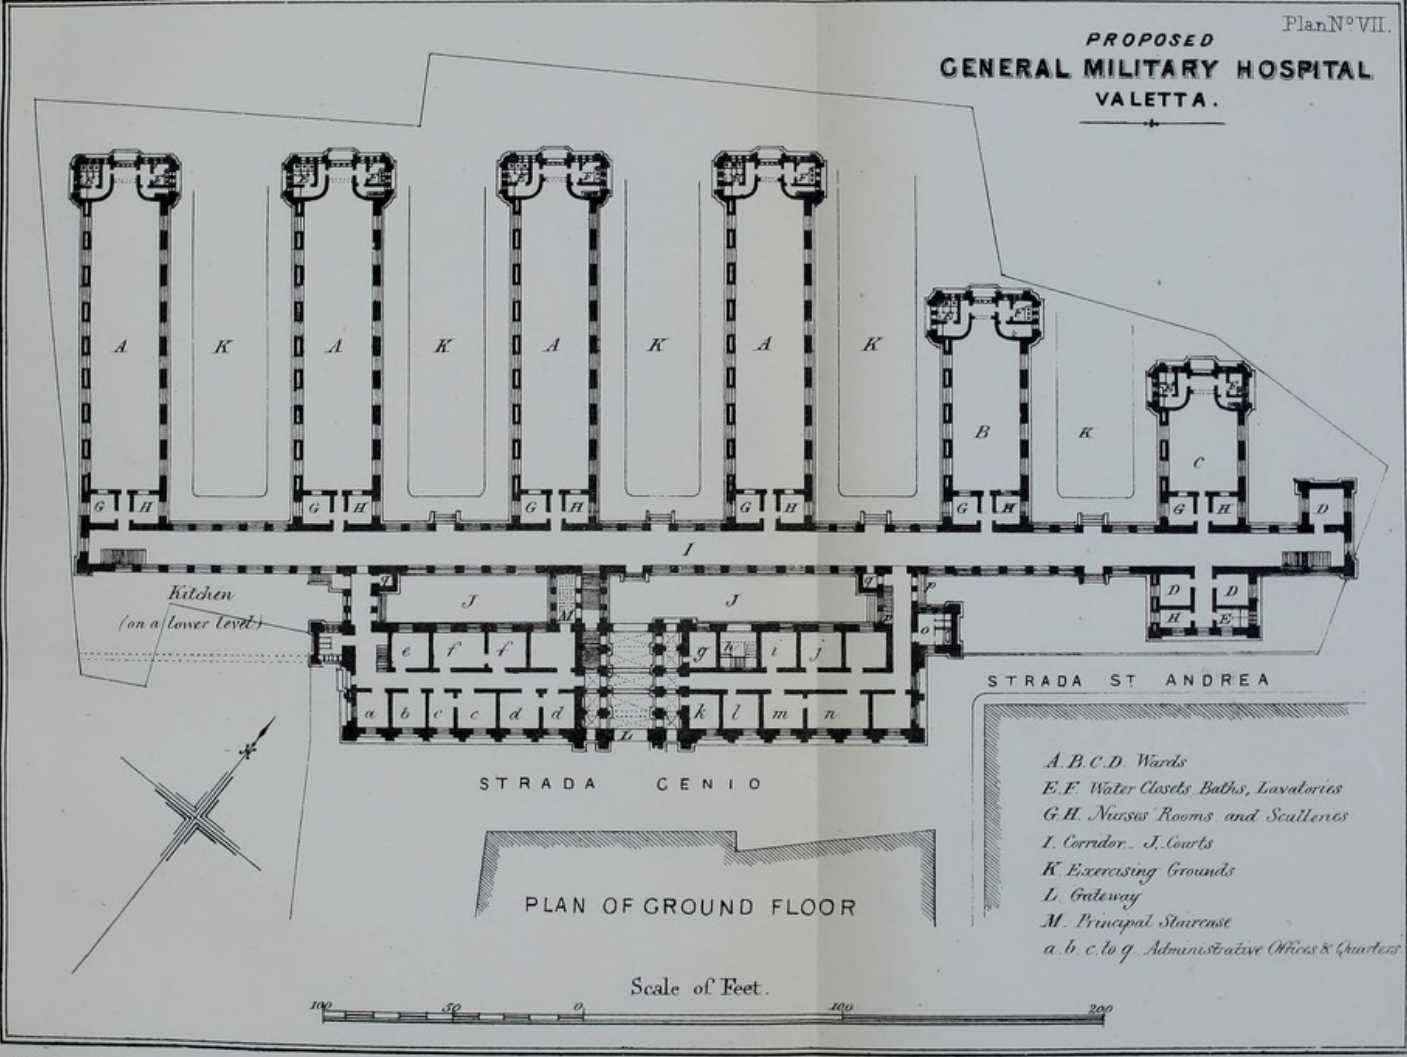 Plan Nº VII.
PROPOSED
GENERAL MILITARY HOSPITAL
VALETTA.
A K A K A K A K
B K
C
G H G H G H G H G H G H D
I
Kitchen
(on a lower level)
q J M J q p
D D
H E
e f f g h i j o
a b c c d d k l m n
L
STRADA ST ANDREA
STRADA GENIO
N
PLAN OF GROUND FLOOR
A. B. C. D. Wards
E. F. Water Closets, Baths, Lavatories
G. H. Nurses' Rooms and Sculleries
I. Corridor. J. Courts
K. Exercising Grounds
L. Gateway
M. Principal Staircase
a. b. c. to q. Administrative Offices & Quarters.
Scale of Feet.
100 50 0 100 200